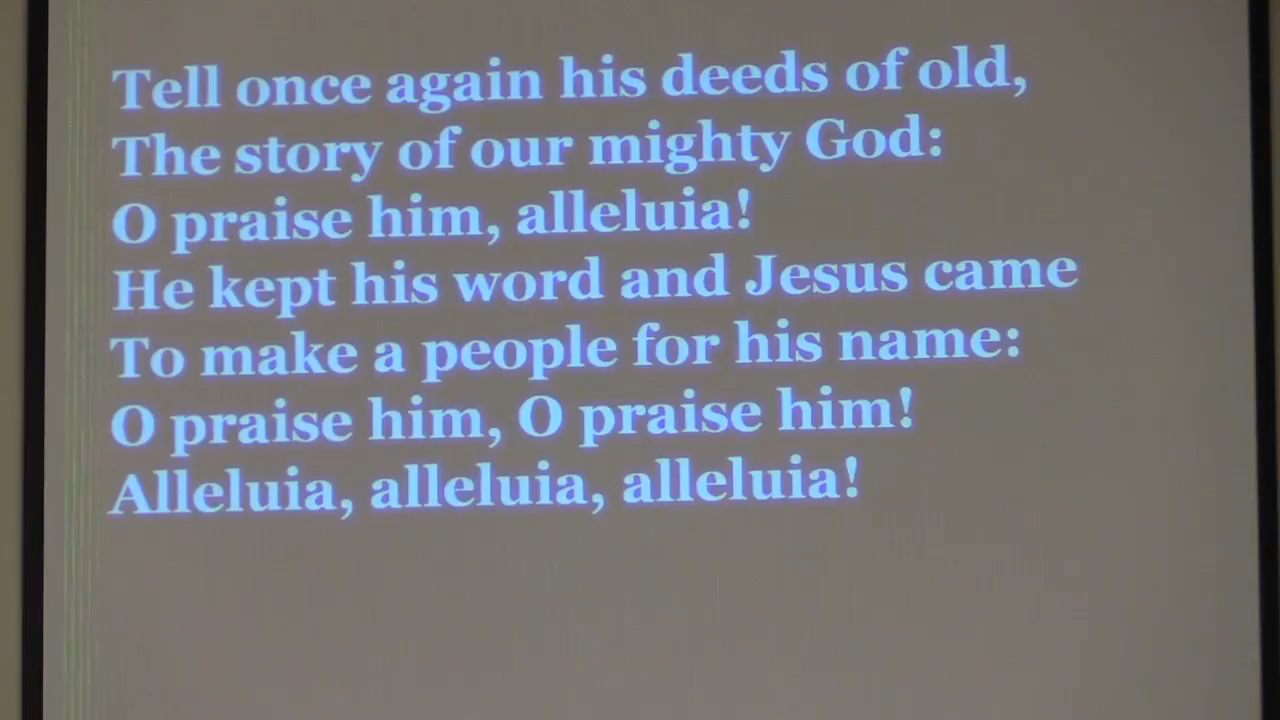 Tell once again his deeds of old,
The story of our mighty God:
O praise him, alleluia!
He kept his word and Jesus came
To make a people for his name:
O praise him, O praise him!
Alleluia, alleluia, alleluia!